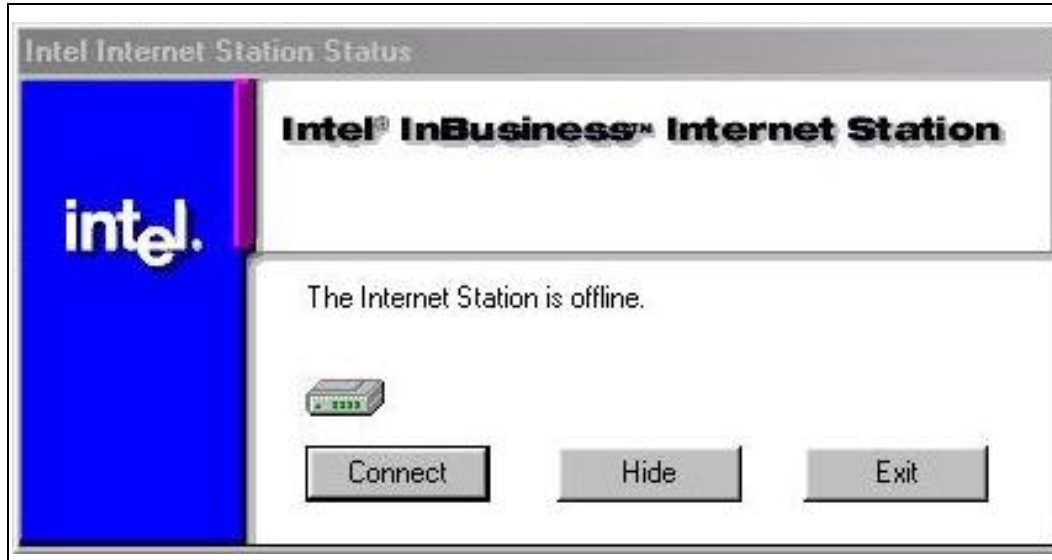 Intel Internet Station Status
Intel® InBusiness™ Internet Station
intel.
The Internet Station is offline.
Connect
Hide
Exit